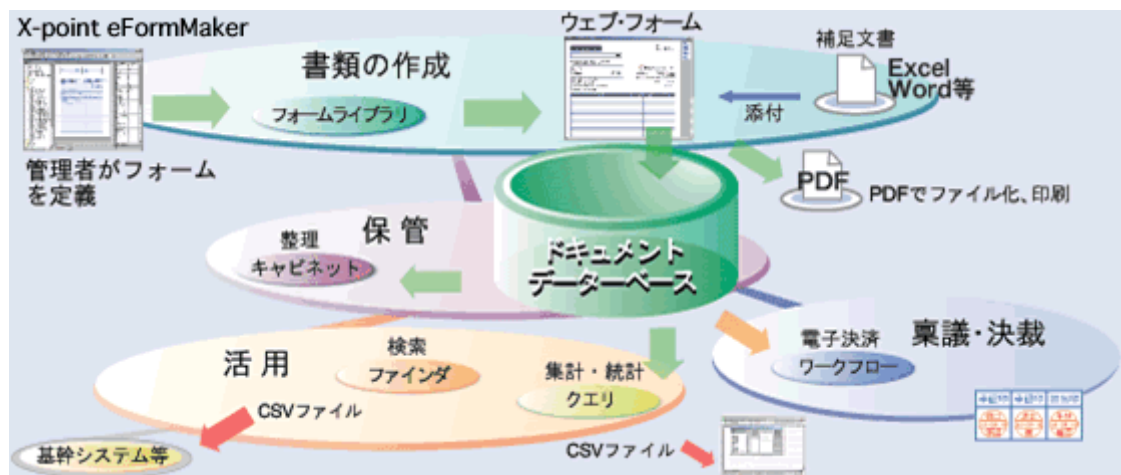 X-point eFormMaker
ウェブ・フォーム
書類の作成
補足文書
Excel
Word等
フォームライブラリ
添付
管理者がフォーム
を定義
PDF
PDFでファイル化、印刷
保管
整理
キャビネット
ドキュメント
データーベース
活用
検索
ファインダ
集計・統計
クエリ
電子決済
ワークフロー
稟議・決裁
CSVファイル
基幹システム等
CSVファイル